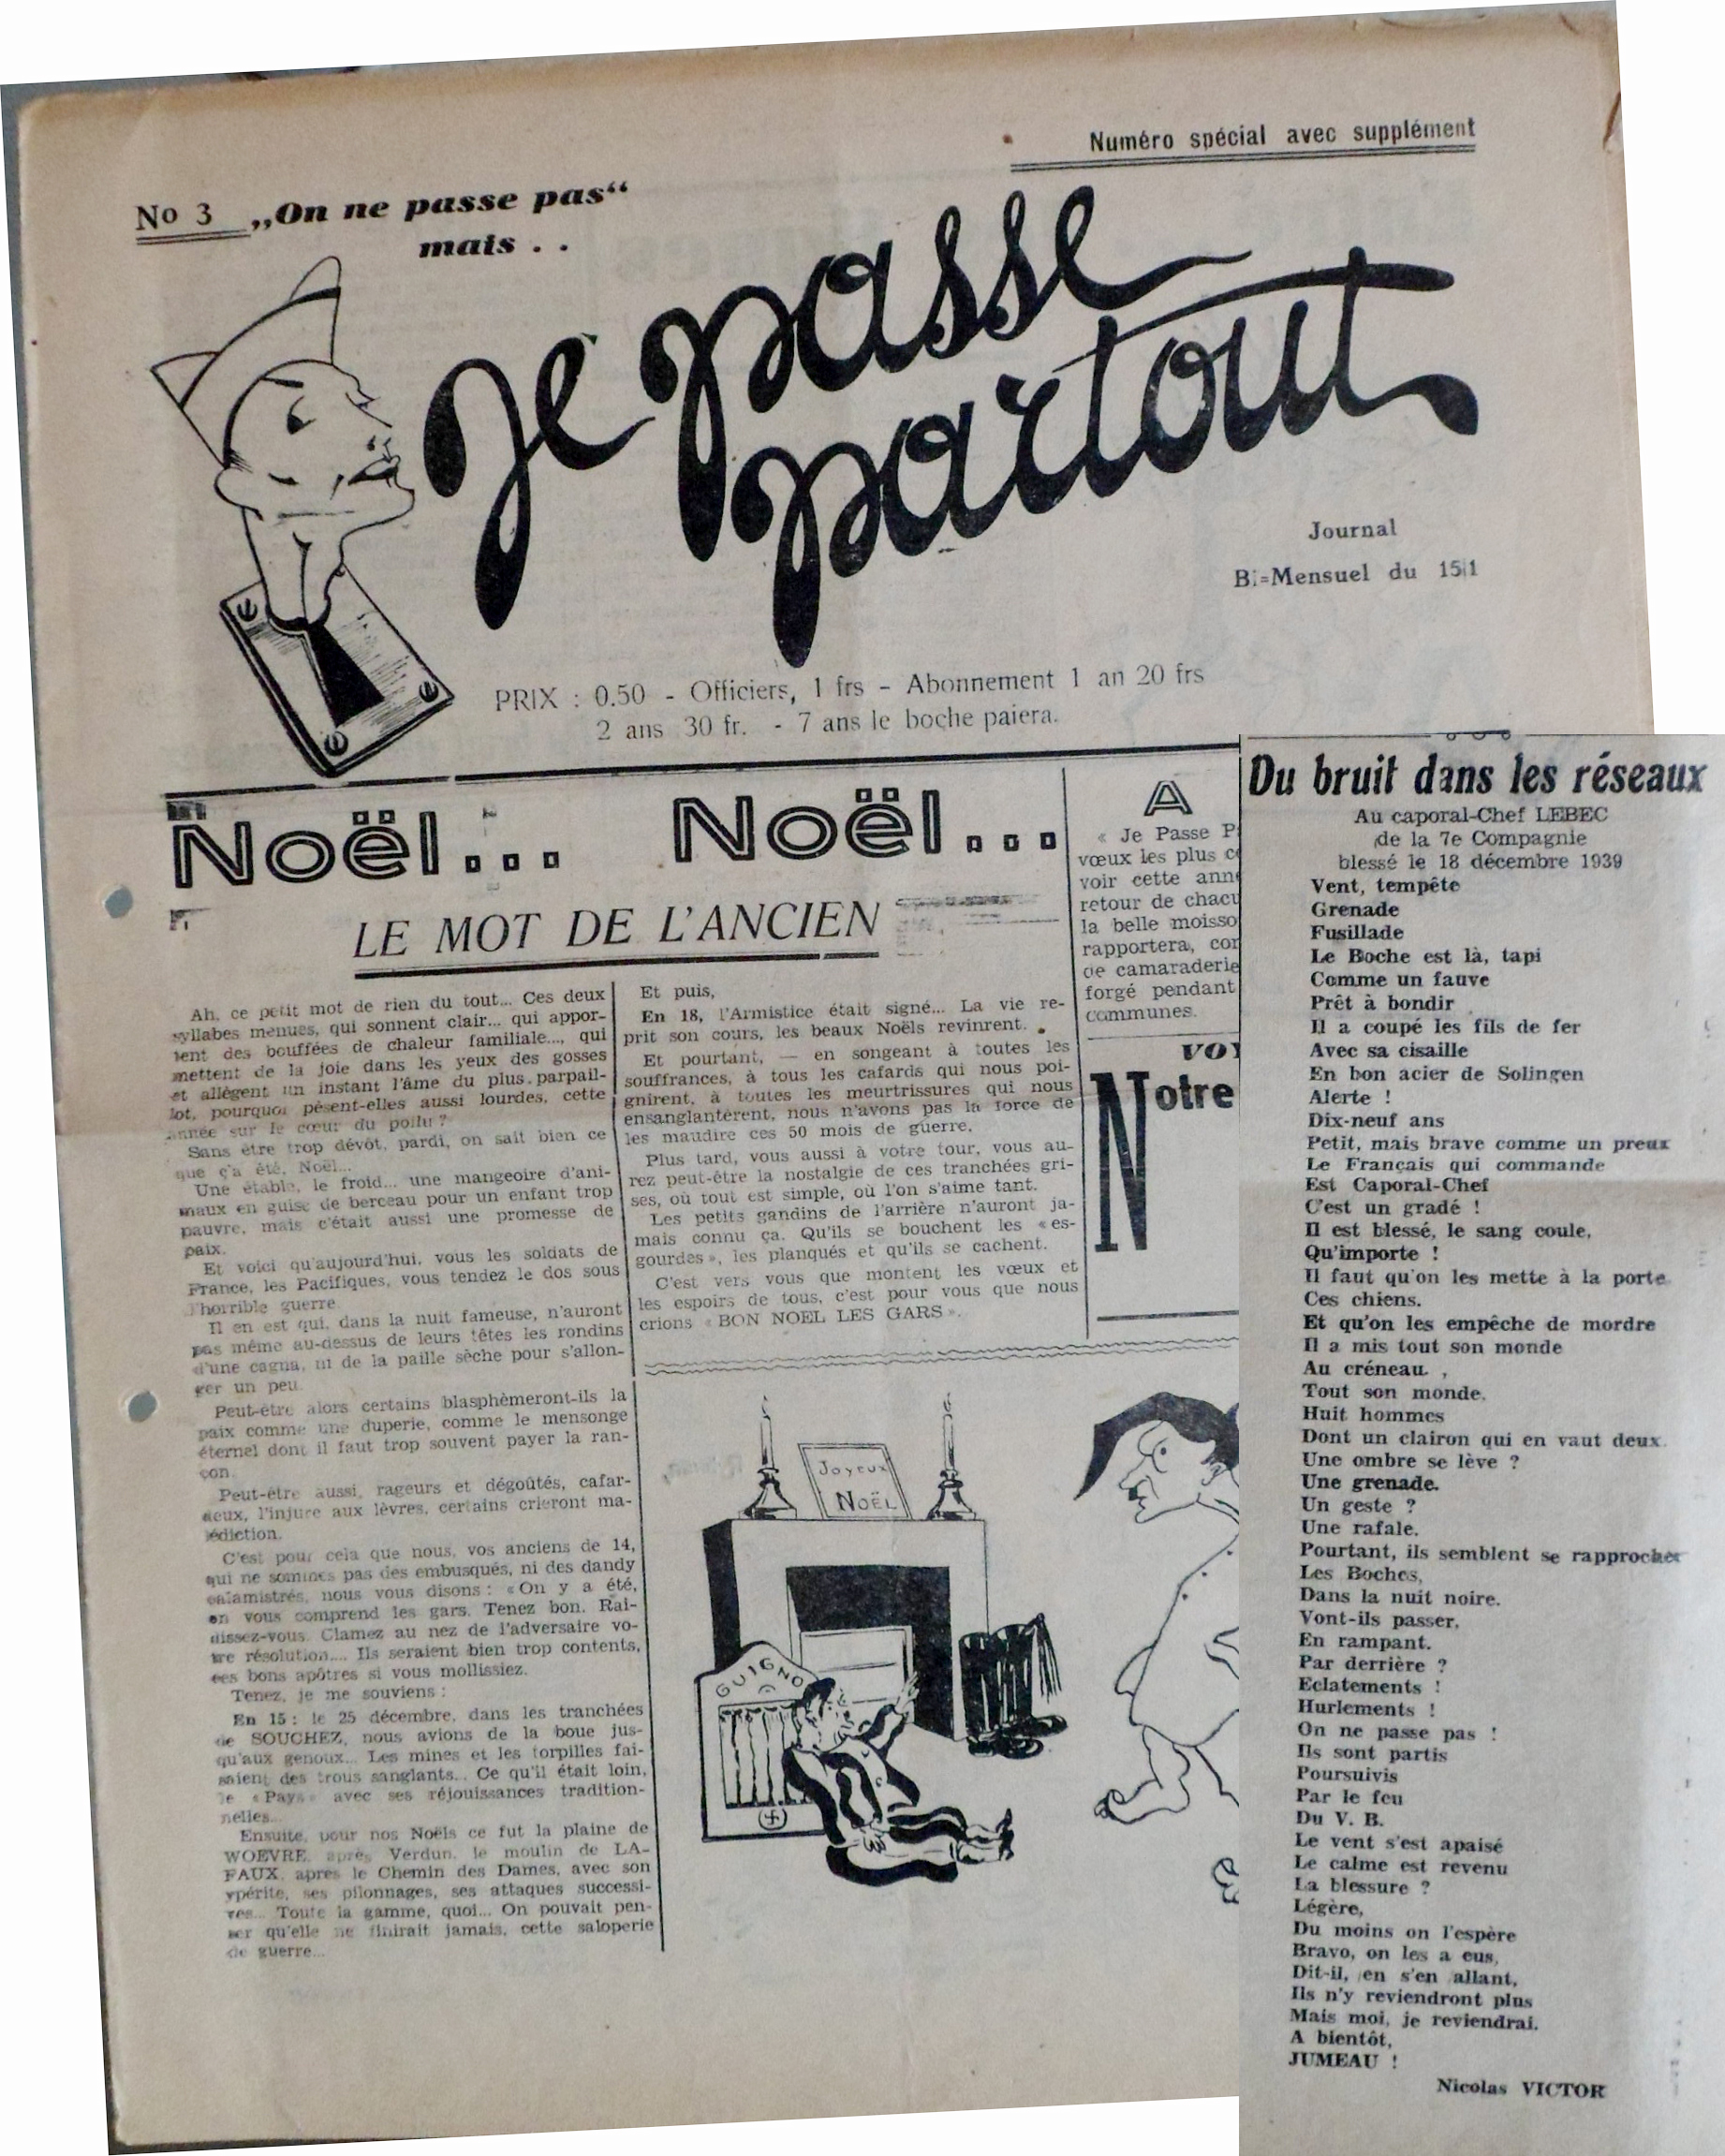 Numéro spécial avec supplément
No 3 „On ne passe pas“
mais . .
Je passe
partout
Journal
Bi=Mensuel du 151
PRIX : 0.50 - Officiers, 1 frs - Abonnement 1 an 20 frs
2 ans 30 fr. - 7 ans le boche paiera.
Noël... Noël...
LE MOT DE L'ANCIEN
Ah, ce petit mot de rien du tout... Ces deux
syllabes menues, qui sonnent clair... qui appor-
tent des bouffées de chaleur familiale..., qui
mettent de la joie dans les yeux des gosses
et allègent un instant l'âme du plus parpail-
lot, pourquoi pèsent-elles aussi lourdes, cette
année sur le cœur du poilu ?
Sans être trop dévôt, pardi, on sait bien ce
que ç'a été, Noël...
Une étable, le froid... une mangeoire d'ani-
maux en guise de berceau pour un enfant trop
pauvre, mais c'était aussi une promesse de
paix.
Et voici qu'aujourd'hui, vous les soldats de
France, les Pacifiques, vous tendez le dos sous
l'horrible guerre
Il en est qui, dans la nuit fameuse, n'auront
pas même au-dessus de leurs têtes les rondins
d'une cagna, ni de la paille sèche pour s'allon-
ger un peu.
Peut-être alors certains blasphèmeront-ils la
paix comme une duperie, comme le mensonge
éternel dont il faut trop souvent payer la ran-
çon.
Peut-être aussi, rageurs et dégoûtés, cafar-
deux, l'injure aux lèvres, certains crieront ma-
lédiction.
C'est pour cela que nous, vos anciens de 14,
qui ne sommes pas des embusqués, ni des dandy
calamistrés, nous vous disons : «On y a été,
on vous comprend les gars. Tenez bon. Rai-
dissez-vous. Clamez au nez de l'adversaire vo-
tre résolution.... Ils seraient bien trop contents,
ces bons apôtres si vous mollissiez.
Tenez, je me souviens :
En 15 : le 25 décembre, dans les tranchées
de SOUCHEZ, nous avions de la boue jus-
qu'aux genoux... Les mines et les torpilles fai-
saient des trous sanglants... Ce qu'il était loin,
le «Pays» avec ses réjouissances tradition-
nelles...
Ensuite, pour nos Noëls ce fut la plaine de
WOEVRE, après Verdun, le moulin de LA-
FAUX, après le Chemin des Dames, avec son
ypérite, ses pilonnages, ses attaques successi-
ves... Toute la gamme, quoi... On pouvait pen-
ser qu'elle ne finirait jamais, cette saloperie
de guerre...
Et puis,
En 18, l'Armistice était signé... La vie re-
prit son cours, les beaux Noëls revinrent.
Et pourtant, — en songeant à toutes les
souffrances, à tous les cafards qui nous poi-
gnirent, à toutes les meurtrissures qui nous
ensanglantèrent, nous n'avons pas la force de
les maudire ces 50 mois de guerre.
Plus tard, vous aussi à votre tour, vous au-
rez peut-être la nostalgie de ces tranchées gri-
ses, où tout est simple, où l'on s'aime tant.
Les petits gandins de l'arrière n'auront ja-
mais connu ça. Qu'ils se bouchent les «es-
gourdes», les planqués et qu'ils se cachent.
C'est vers vous que montent les vœux et
les espoirs de tous, c'est pour vous que nous
crions «BON NOEL LES GARS».
A
« Je Passe P
vœux les plus c
voir cette ann
retour de chacu
la belle moisso
rapportera, cor
de camaraderie
forgé pendant
communes.
VOY
Notre
N
Joyeux
NOËL
GUIGNO
Du bruit dans les réseaux
Au caporal-Chef LEBEC
de la 7e Compagnie
blessé le 18 décembre 1939
Vent, tempête
Grenade
Fusillade
Le Boche est là, tapi
Comme un fauve
Prêt à bondir
Il a coupé les fils de fer
Avec sa cisaille
En bon acier de Solingen
Alerte !
Dix-neuf ans
Petit, mais brave comme un preux
Le Français qui commande
Est Caporal-Chef
C'est un gradé !
Il est blessé, le sang coule,
Qu'importe !
Il faut qu'on les mette à la porte
Ces chiens.
Et qu'on les empêche de mordre
Il a mis tout son monde
Au créneau ,
Tout son monde.
Huit hommes
Dont un clairon qui en vaut deux.
Une ombre se lève ?
Une grenade.
Un geste ?
Une rafale.
Pourtant, ils semblent se rapprocher
Les Boches,
Dans la nuit noire.
Vont-ils passer,
En rampant.
Par derrière ?
Eclatements !
Hurlements !
On ne passe pas !
Ils sont partis
Poursuivis
Par le feu
Du V. B.
Le vent s'est apaisé
Le calme est revenu
La blessure ?
Légère,
Du moins on l'espère
Bravo, on les a eus,
Dit-il, en s'en allant,
Ils n'y reviendront plus
Mais moi, je reviendrai.
A bientôt,
JUMEAU !
Nicolas VICTOR